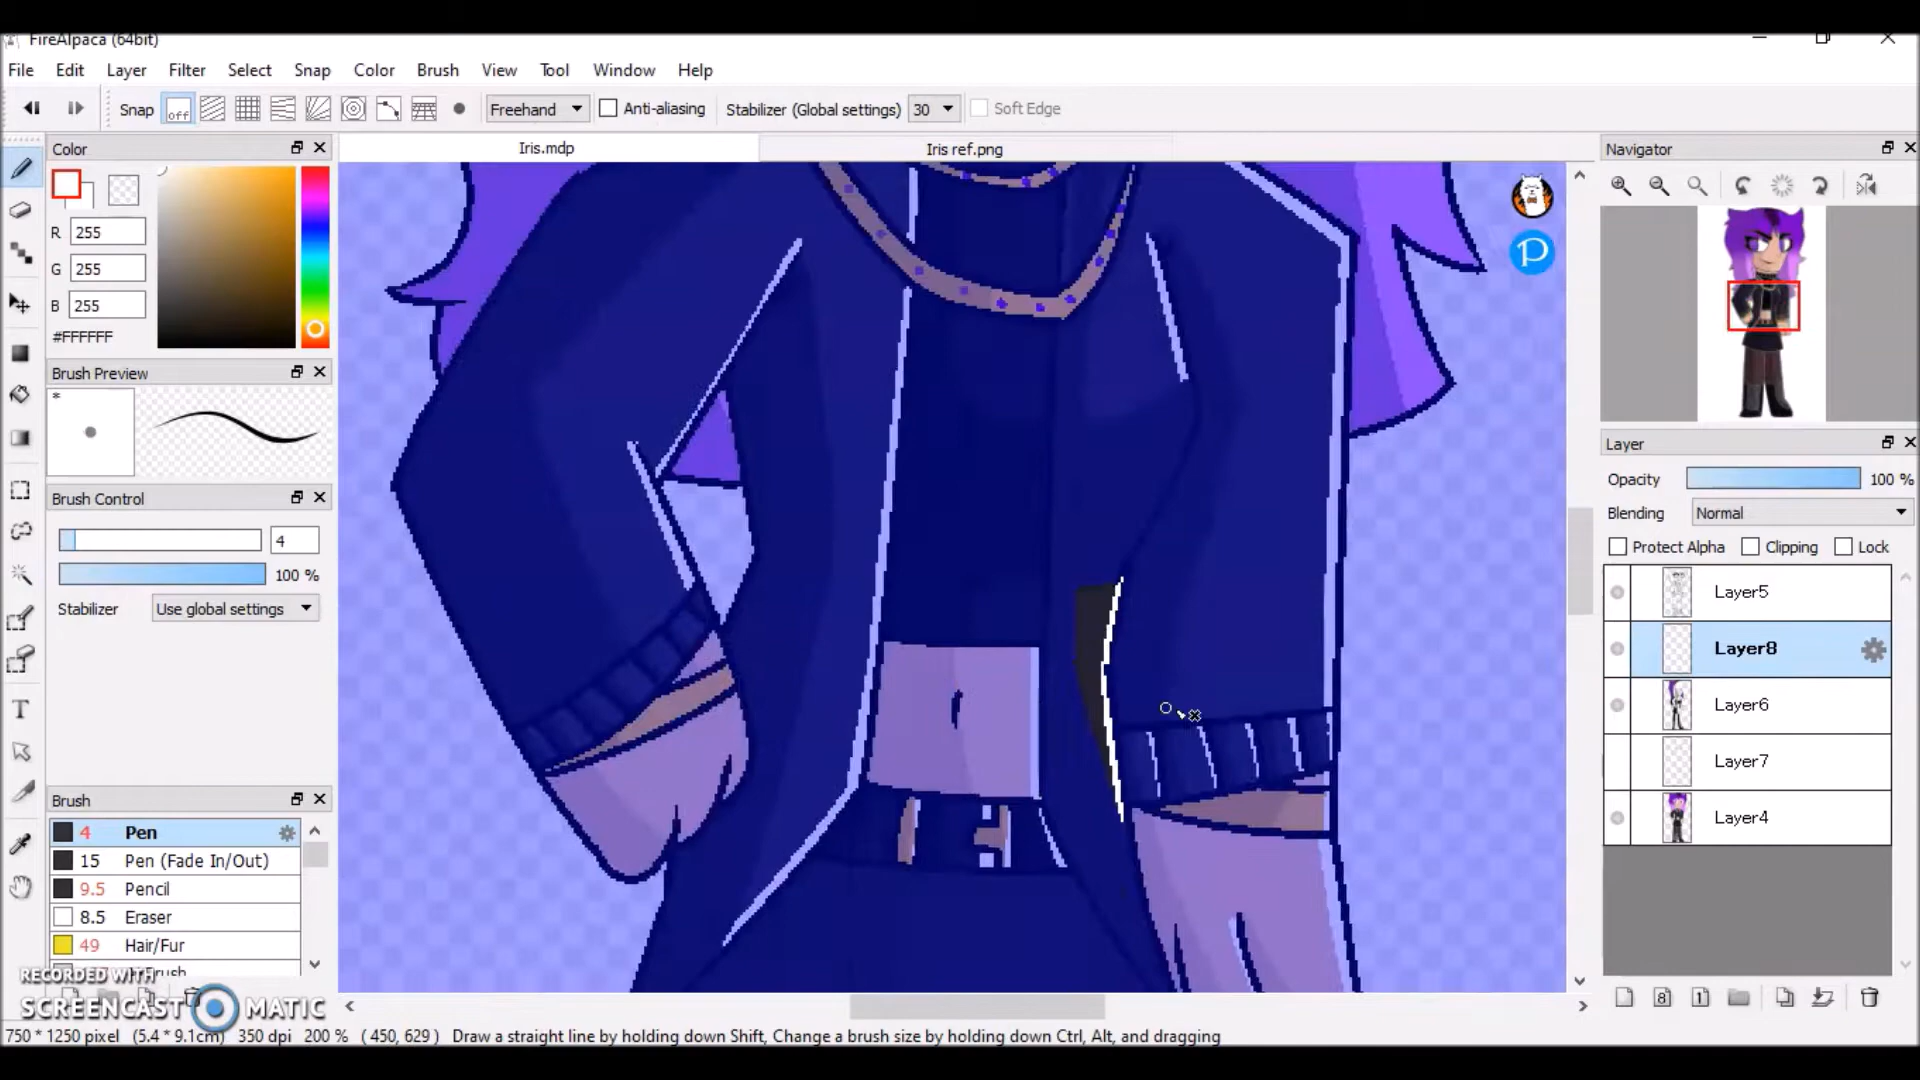 FireAlpaca (64bit)
File Edit Layer Filter Select Snap Color Brush View Tool Window Help
Snap off Freehand Anti-aliasing Stabilizer (Global settings) 30 Soft Edge
Color
Iris.mdp
Iris ref.png
Navigator
R 255
G 255
B 255
#FFFFFF
Brush Preview
*
Layer
Opacity 100 %
Brush Control
Blending Normal
4
Protect Alpha Clipping Lock
100 %
Stabilizer Use global settings
Layer5
Layer8
Layer6
Layer7
Layer4
Brush
4 Pen
15 Pen (Fade In/Out)
9.5 Pencil
8.5 Eraser
49 Hair/Fur
RECORDED WITH
SCREENCAST MATIC
8 1
750 * 1250 pixel (5.4 * 9.1cm) 350 dpi 200 % ( 450, 629 ) Draw a straight line by holding down Shift, Change a brush size by holding down Ctrl, Alt, and dragging